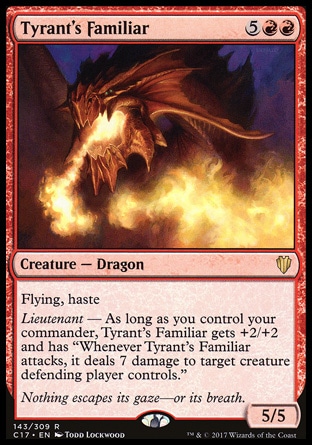 Tyrant's Familiar 5
Creature — Dragon
Flying, haste
Lieutenant — As long as you control your
commander, Tyrant's Familiar gets +2/+2
and has “Whenever Tyrant's Familiar
attacks, it deals 7 damage to target creature
defending player controls.”
Nothing escapes its gaze—or its breath.
5/5
143/309 R
C17 • EN Todd Lockwood
™ & © 2017 Wizards of the Coast